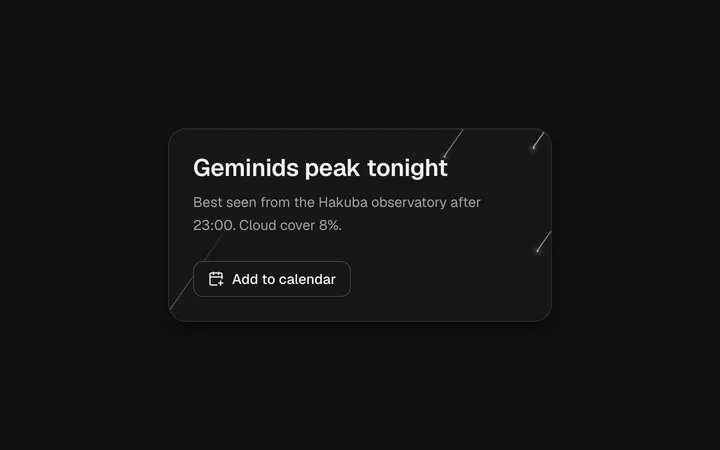 Geminids peak tonight
Best seen from the Hakuba observatory after
23:00. Cloud cover 8%.
Add to calendar